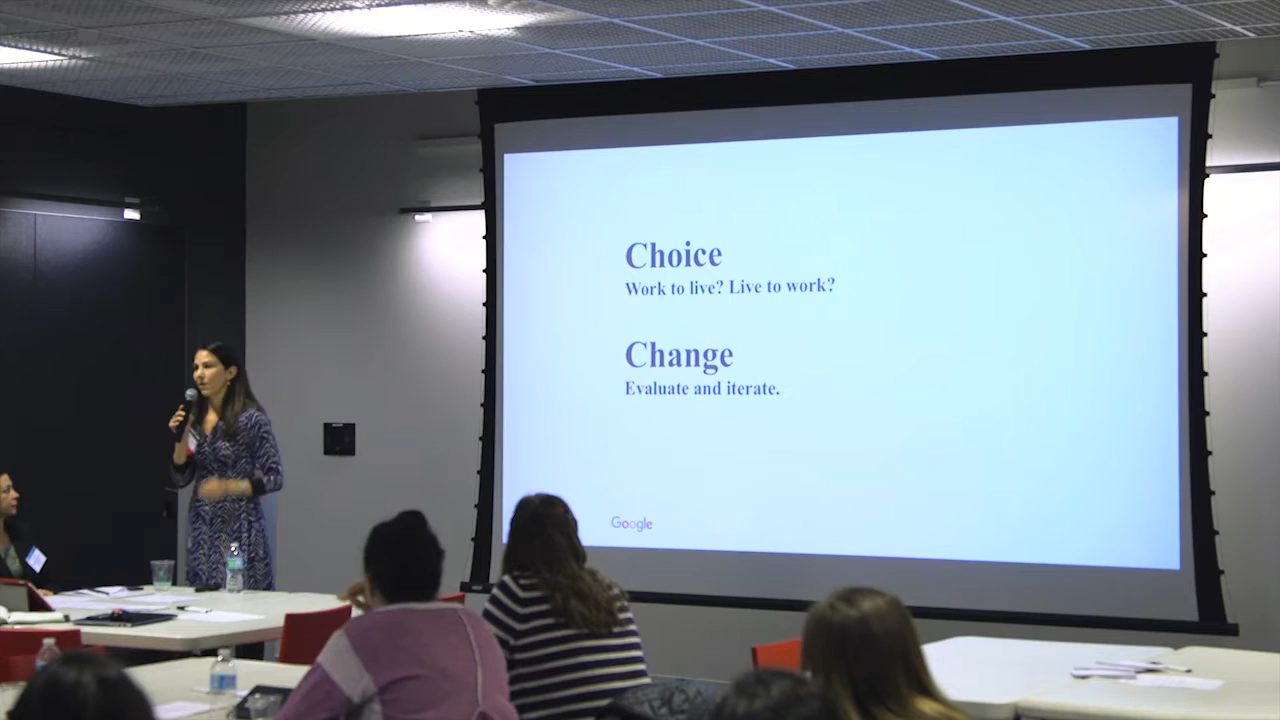 Choice
Work to live? Live to work?
Change
Evaluate and iterate.
Google